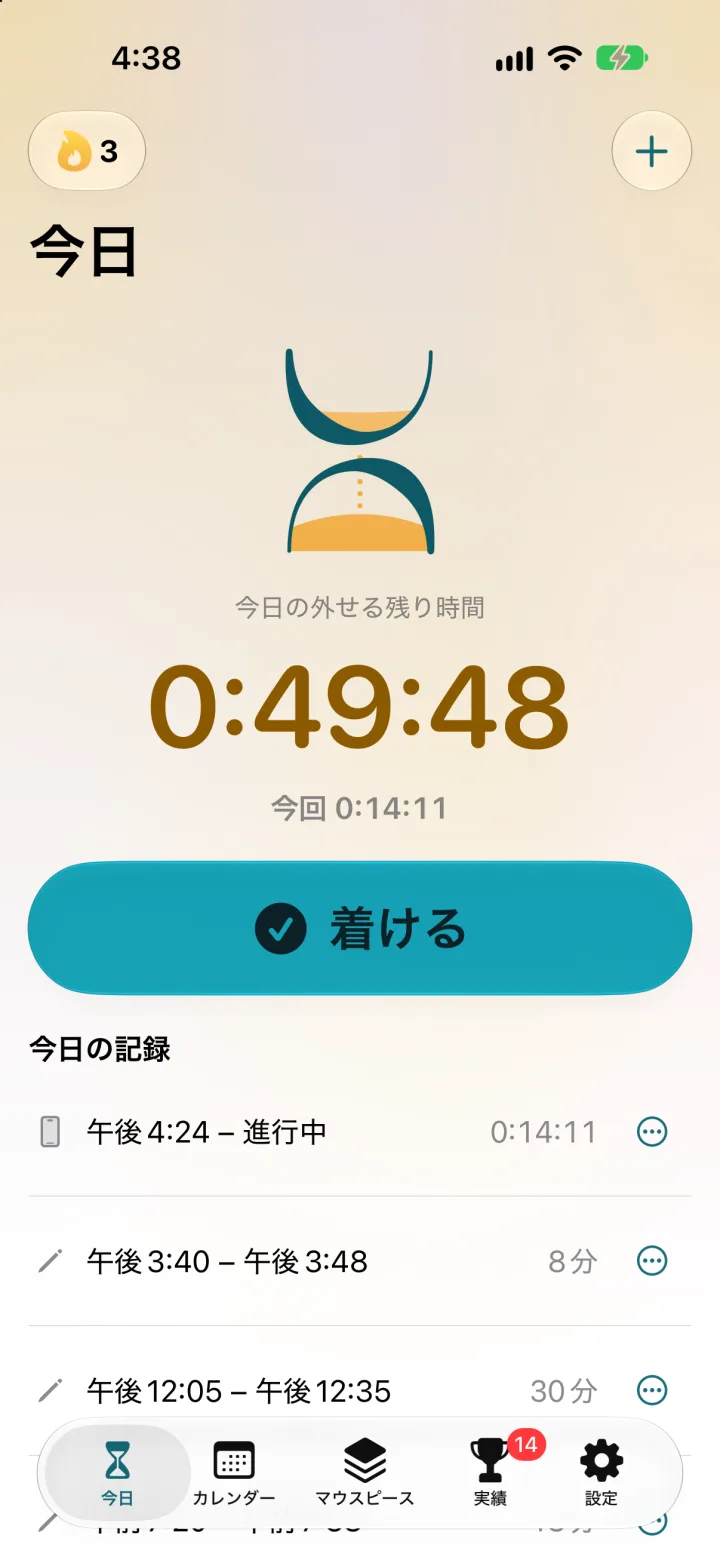 4:38
3
今日
今日の外せる残り時間
0:49:48
今回 0:14:11
着ける
今日の記録
午後4:24 – 進行中 0:14:11
午後3:40 – 午後3:48 8分
午後12:05 – 午後12:35 30分
14
今日 カレンダー マウスピース 実績 設定